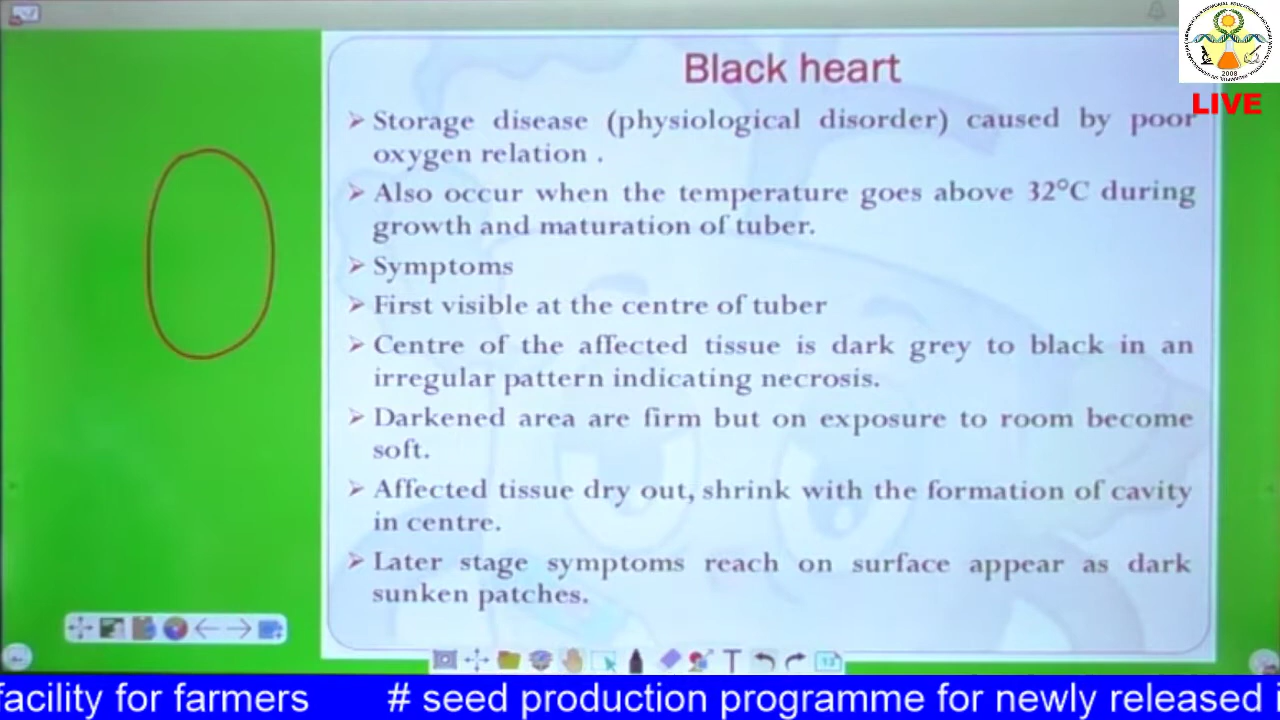 Black heart
LIVE
➢ Storage disease (physiological disorder) caused by poor
oxygen relation .
➢ Also occur when the temperature goes above 32°C during
growth and maturation of tuber.
➢ Symptoms
➢ First visible at the centre of tuber
➢ Centre of the affected tissue is dark grey to black in an
irregular pattern indicating necrosis.
➢ Darkened area are firm but on exposure to room become
soft.
➢ Affected tissue dry out, shrink with the formation of cavity
in centre.
➢ Later stage symptoms reach on surface appear as dark
sunken patches.
facility for farmers # seed production programme for newly released i
2008